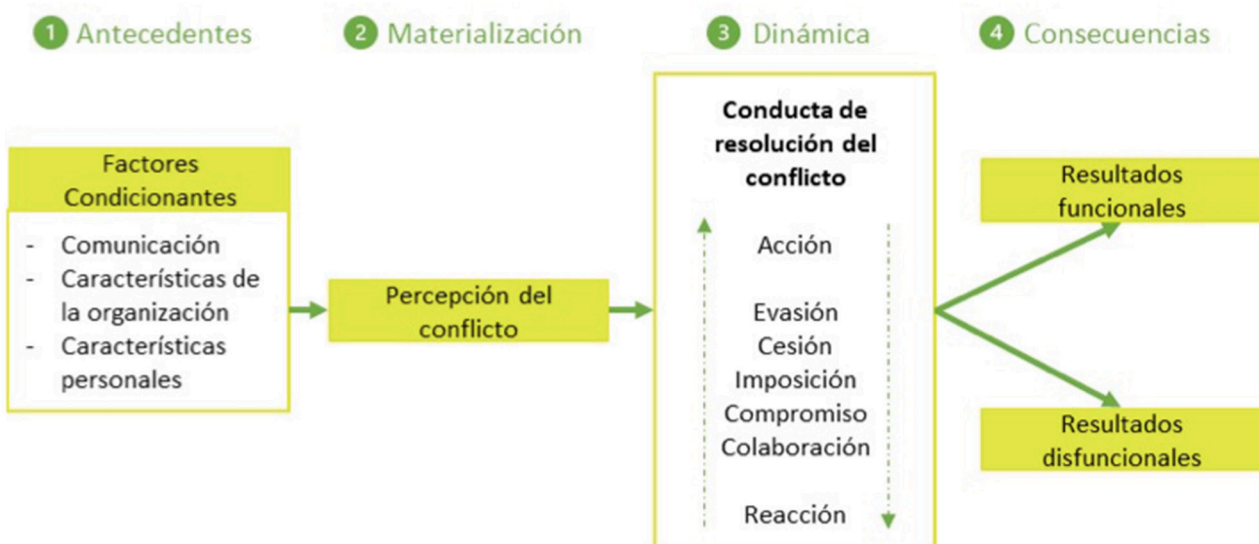 1 Antecedentes
2 Materialización
3 Dinámica
4 Consecuencias
Factores
Condicionantes
- Comunicación
- Características de
la organización
- Características
personales
Percepción del
conflicto
Conducta de
resolución del
conflicto
Acción
Evasión
Cesión
Imposición
Compromiso
Colaboración
Reacción
Resultados
funcionales
Resultados
disfuncionales